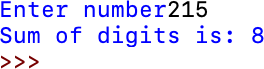 Enter number215
Sum of digits is: 8
>>>